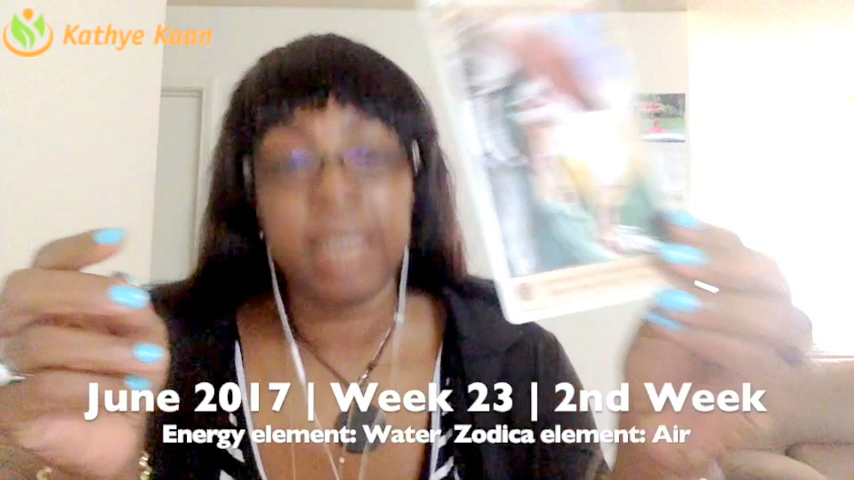 Kathye Kaan
June 2017 | Week 23 | 2nd Week
Energy element: Water Zodica element: Air